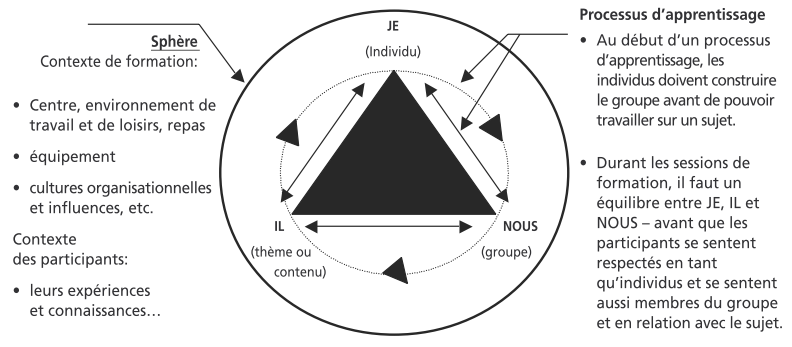 Sphère
Contexte de formation:
• Centre, environnement de
travail et de loisirs, repas
• équipement
• cultures organisationnelles
et influences, etc.
Contexte
des participants:
• leurs expériences
et connaissances…
JE
(Individu)
IL
(thème ou
contenu)
NOUS
(groupe)
Processus d’apprentissage
• Au début d’un processus
d’apprentissage, les
individus doivent construire
le groupe avant de pouvoir
travailler sur un sujet.
• Durant les sessions de
formation, il faut un
équilibre entre JE, IL et
NOUS – avant que les
participants se sentent
respectés en tant
qu’individus et se sentent
aussi membres du groupe
et en relation avec le sujet.